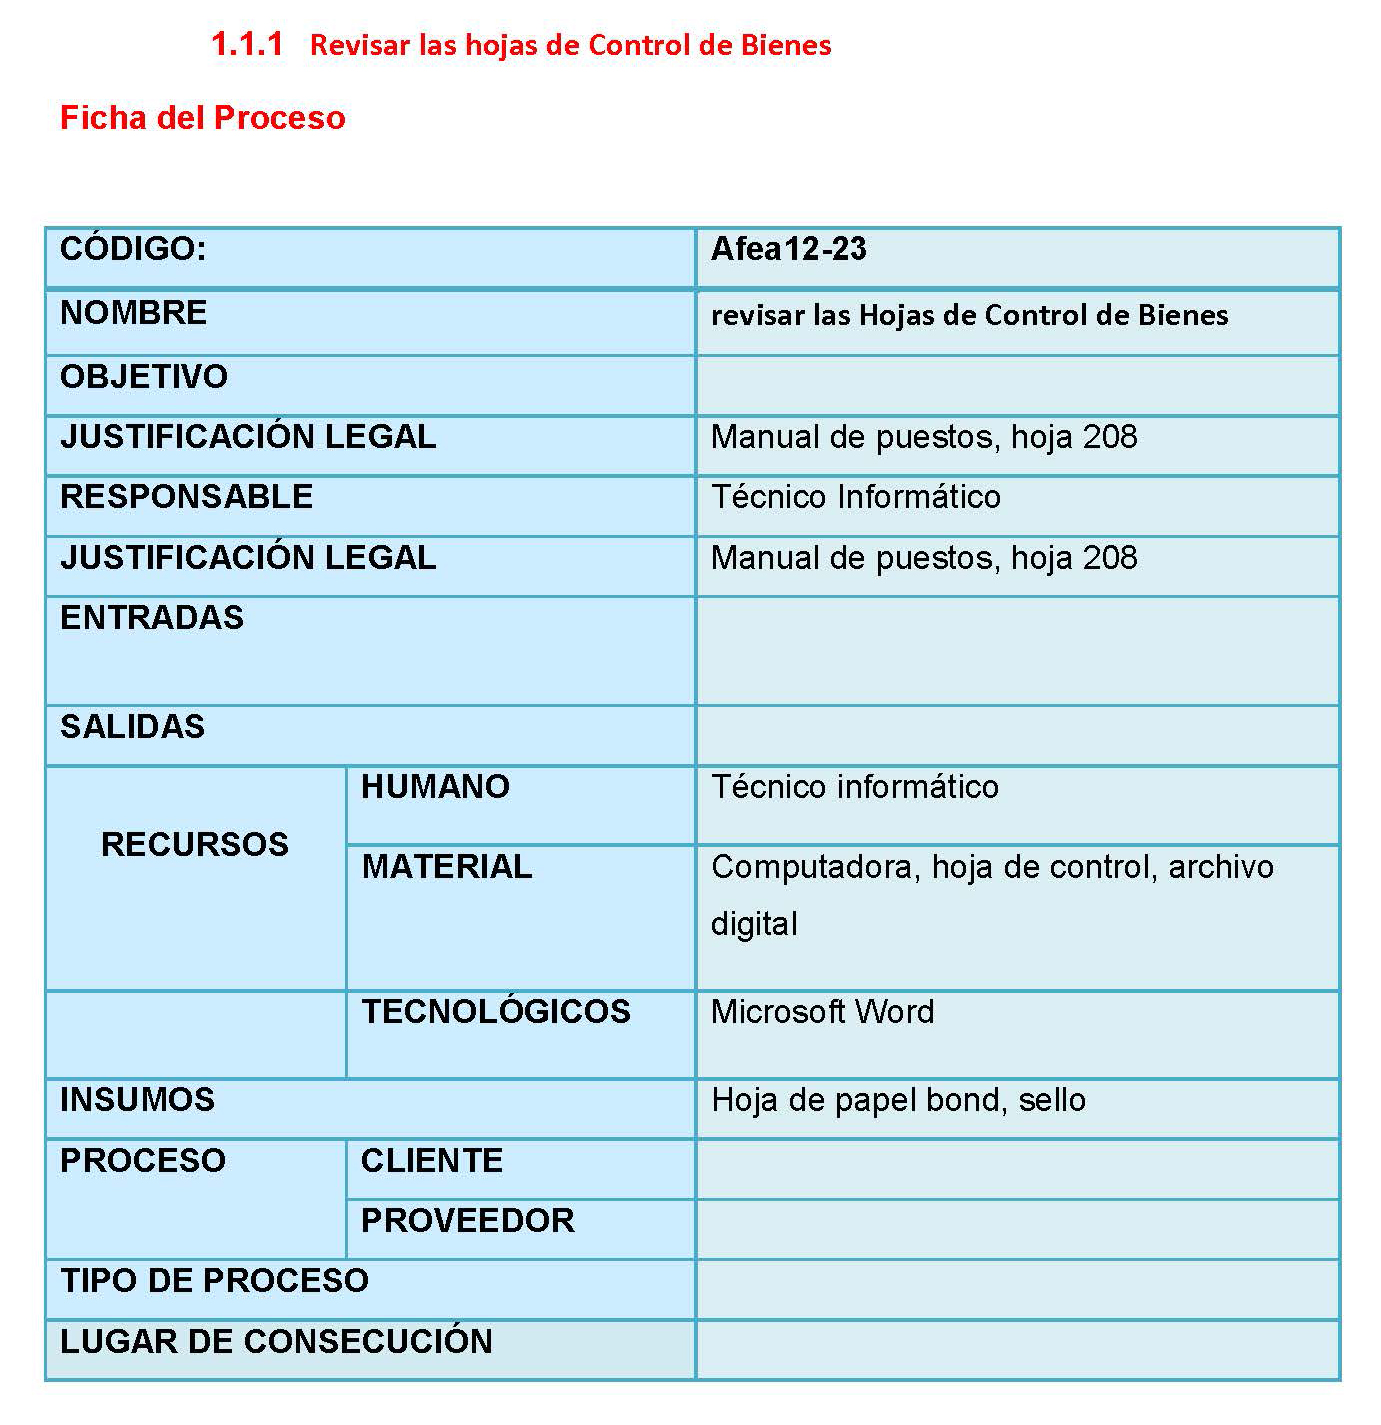 1.1.1 Revisar las hojas de Control de Bienes
Ficha del Proceso
CÓDIGO: Afea12-23
NOMBRE revisar las Hojas de Control de Bienes
OBJETIVO
JUSTIFICACIÓN LEGAL Manual de puestos, hoja 208
RESPONSABLE Técnico Informático
JUSTIFICACIÓN LEGAL Manual de puestos, hoja 208
ENTRADAS
SALIDAS
RECURSOS
HUMANO Técnico informático
MATERIAL Computadora, hoja de control, archivo
digital
TECNOLÓGICOS Microsoft Word
INSUMOS Hoja de papel bond, sello
PROCESO CLIENTE
PROVEEDOR
TIPO DE PROCESO
LUGAR DE CONSECUCIÓN